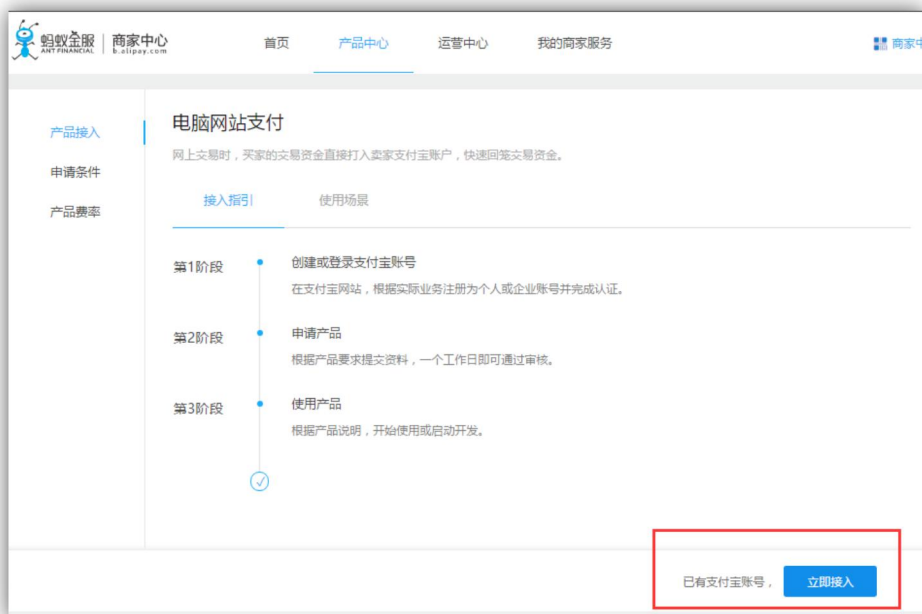 蚂蚁金服 商家中心
ANT FINANCIAL b.alipay.com
首页 产品中心 运营中心 我的商家服务 商家中
产品接入
申请条件
产品费率
电脑网站支付
网上交易时，买家的交易资金直接打入卖家支付宝账户，快速回笼交易资金。
接入指引 使用场景
第1阶段 创建或登录支付宝账号
在支付宝网站，根据实际业务注册为个人或企业账号并完成认证。
第2阶段 申请产品
根据产品要求提交资料，一个工作日即可通过审核。
第3阶段 使用产品
根据产品说明，开始使用或启动开发。
已有支付宝账号， 立即接入